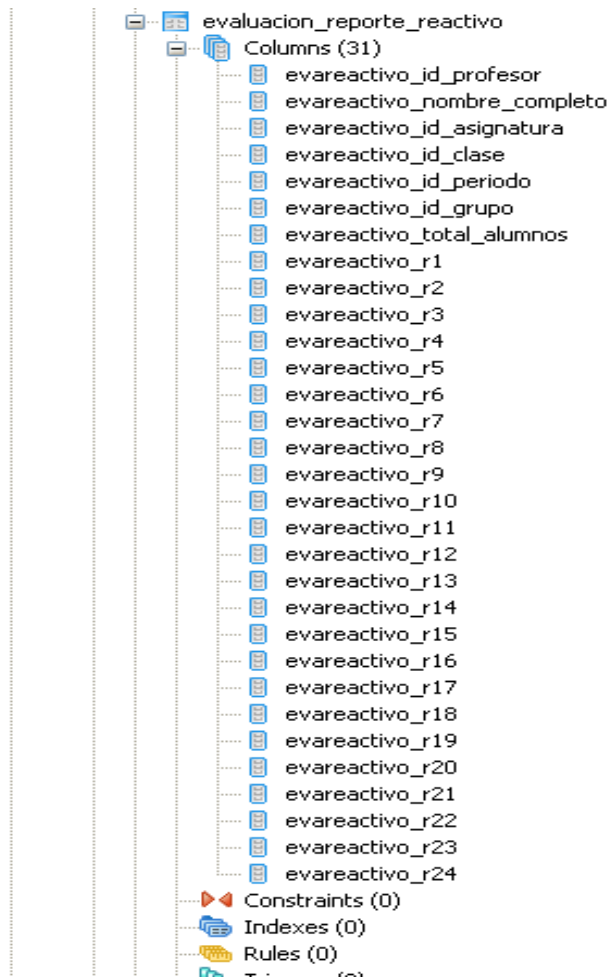 evaluacion_reporte_reactivo
Columns (31)
evareactivo_id_profesor
evareactivo_nombre_completo
evareactivo_id_asignatura
evareactivo_id_clase
evareactivo_id_periodo
evareactivo_id_grupo
evareactivo_total_alumnos
evareactivo_r1
evareactivo_r2
evareactivo_r3
evareactivo_r4
evareactivo_r5
evareactivo_r6
evareactivo_r7
evareactivo_r8
evareactivo_r9
evareactivo_r10
evareactivo_r11
evareactivo_r12
evareactivo_r13
evareactivo_r14
evareactivo_r15
evareactivo_r16
evareactivo_r17
evareactivo_r18
evareactivo_r19
evareactivo_r20
evareactivo_r21
evareactivo_r22
evareactivo_r23
evareactivo_r24
Constraints (0)
Indexes (0)
Rules (0)